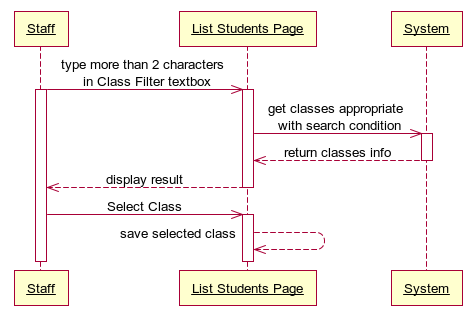 Staff
List Students Page
System
type more than 2 characters
in Class Filter textbox
get classes appropriate
with search condition
return classes info
display result
Select Class
save selected class
Staff
List Students Page
System